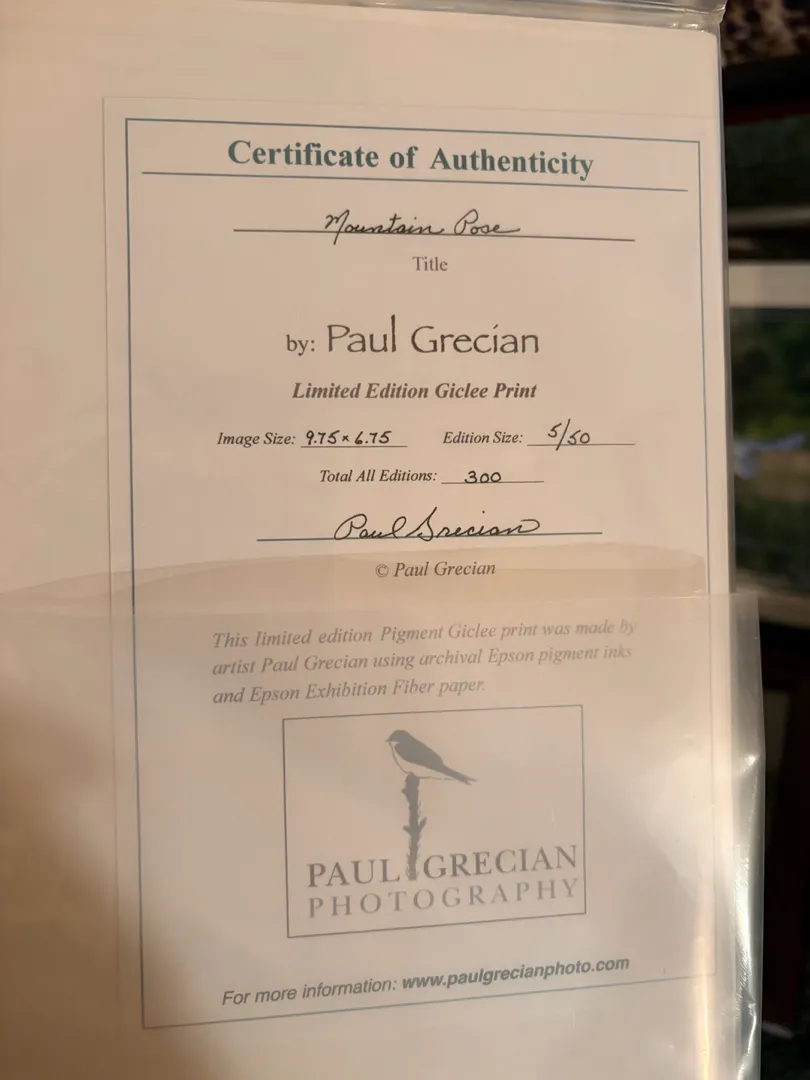 Certificate of Authenticity
Mountain Pose
Title
by: Paul Grecian
Limited Edition Giclee Print
Image Size: 9.75 x 6.75 Edition Size: 5/50
Total All Editions: 300
Paul Grecian
© Paul Grecian
This limited edition Pigment Giclee print was made by
artist Paul Grecian using archival Epson pigment inks
and Epson Exhibition Fiber paper.
PAUL GRECIAN
PHOTOGRAPHY
For more information: www.paulgrecianphoto.com